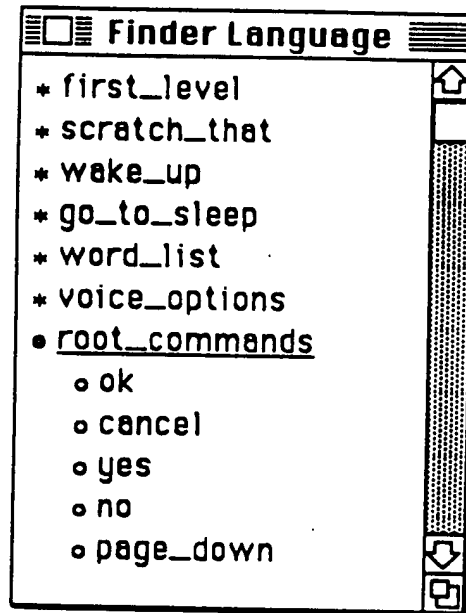 Finder Language
* first_level
* scratch_that
* wake_up
* go_to_sleep
* word_list
* voice_options
• root_commands
o ok
o cancel
o yes
o no
o page_down